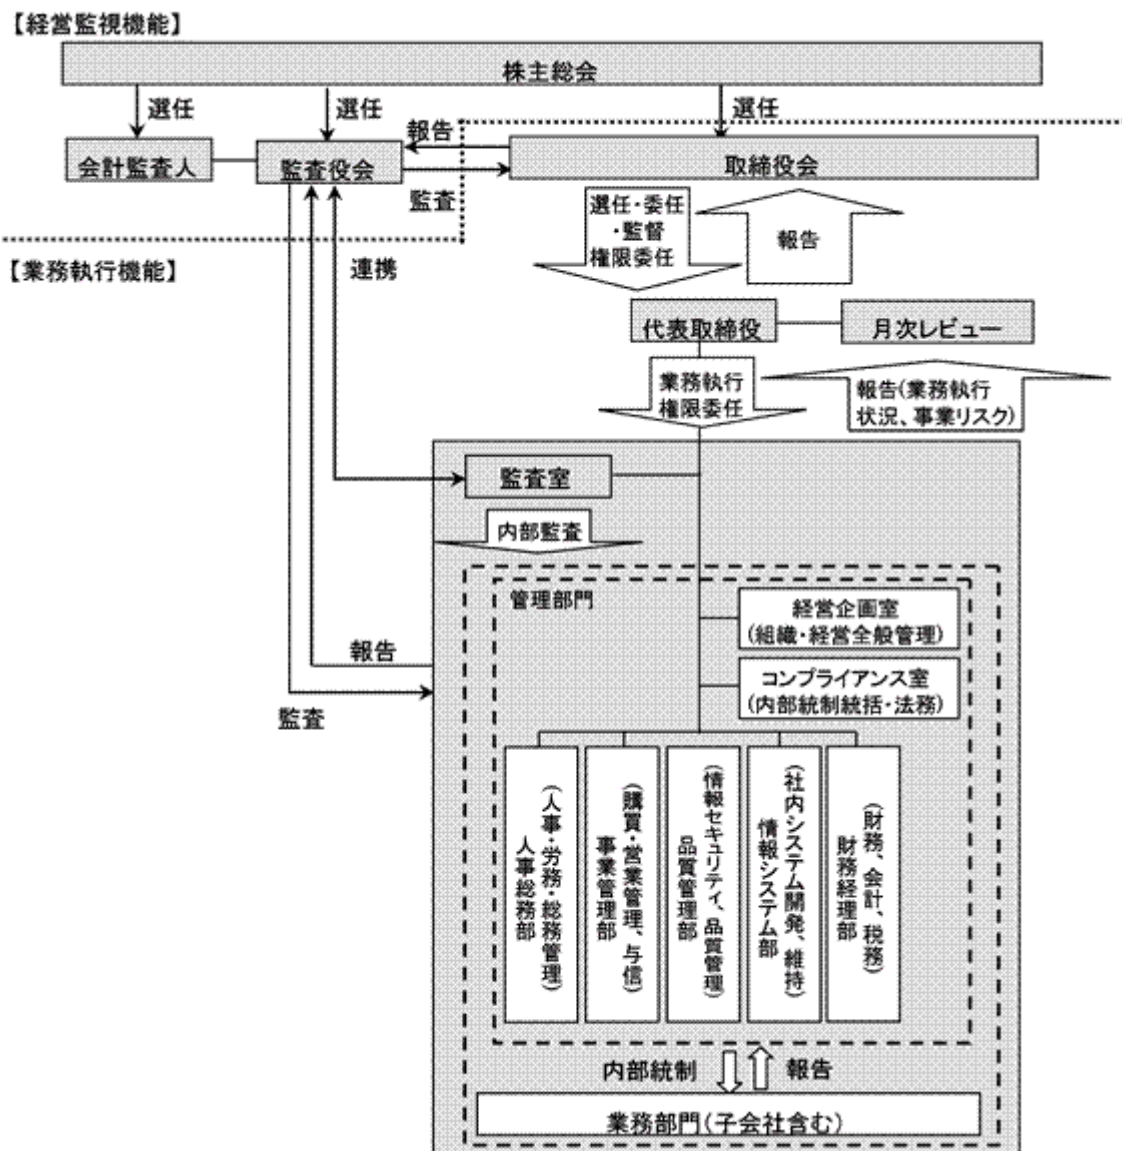 【経営監視機能】
株主総会
選任
選任
選任
報告
会計監査人
監査役会
取締役会
監査
選任・委任
・監督
権限委任
報告
【業務執行機能】
連携
代表取締役
月次レビュー
業務執行
権限委任
報告(業務執行
状況、事業リスク)
監査室
内部監査
管理部門
経営企画室
(組織・経営全般管理)
コンプライアンス室
(内部統制統括・法務)
報告
監査
(人事・労務・総務管理)
人事総務部
(購買・営業管理、与信)
事業管理部
(情報セキュリティ、品質管理)
品質管理部
(社内システム開発、維持)
情報システム部
(財務、会計、税務)
財務経理部
内部統制
報告
業務部門(子会社含む)